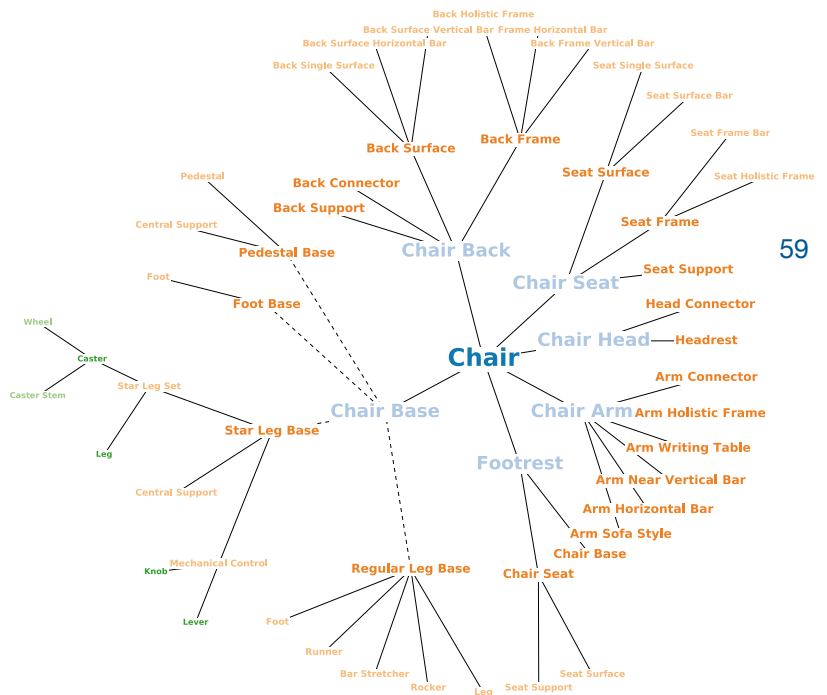 Back Holistic Frame
Back Surface Vertical Bar
Frame Horizontal Bar
Back Surface Horizontal Bar
Back Frame Vertical Bar
Back Single Surface
Seat Single Surface
Seat Surface Bar
Seat Frame Bar
Back Surface
Back Frame
Seat Surface
Pedestal
Back Connector
Seat Holistic Frame
Back Support
Central Support
Seat Frame
Pedestal Base
Chair Back
59
Foot
Chair Seat
Seat Support
Foot Base
Head Connector
Wheel
Chair Head
Headrest
Caster
Chair
Star Leg Set
Arm Connector
Caster Stem
Chair Base
Chair Arm
Arm Holistic Frame
Star Leg Base
Arm Writing Table
Leg
Footrest
Arm Near Vertical Bar
Central Support
Arm Horizontal Bar
Arm Sofa Style
Chair Base
Mechanical Control
Knob
Regular Leg Base
Chair Seat
Lever
Foot
Runner
Bar Stretcher
Seat Surface
Rocker
Leg
Seat Support